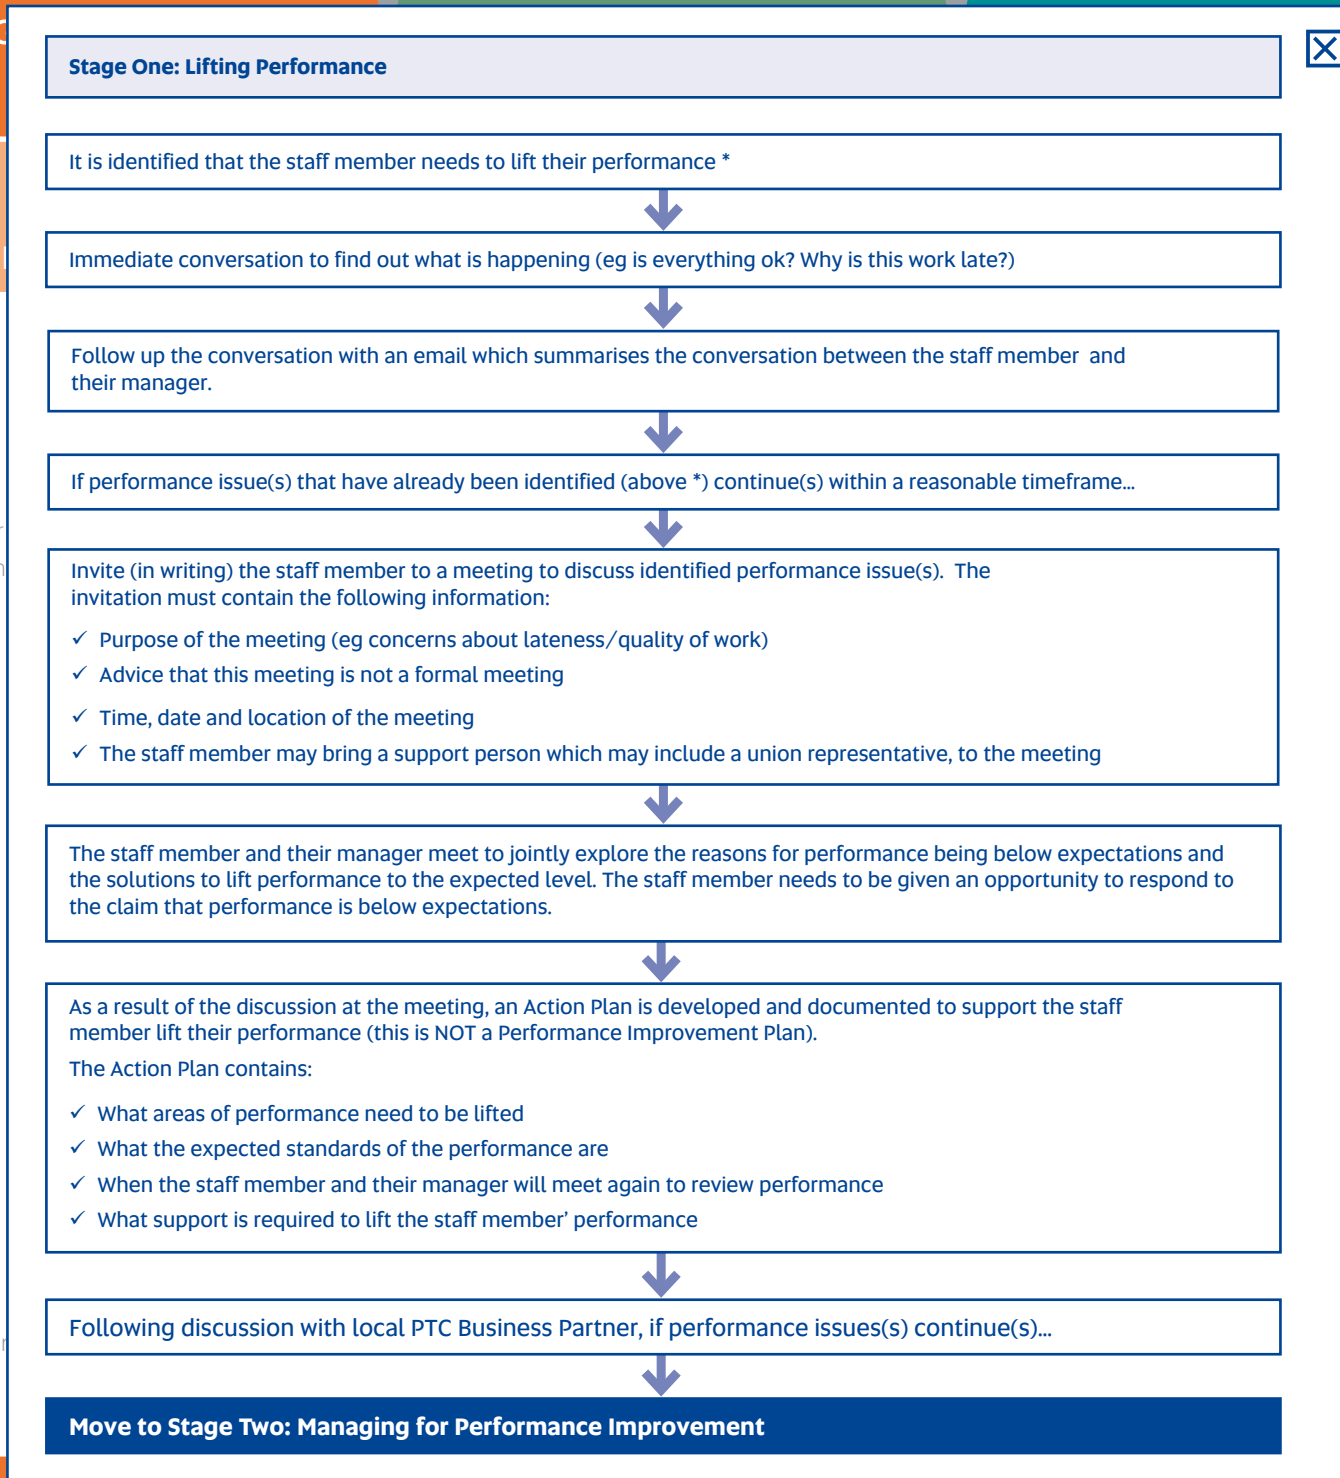 Stage One: Lifting Performance
It is identified that the staff member needs to lift their performance *
Immediate conversation to find out what is happening (eg is everything ok? Why is this work late?)
Follow up the conversation with an email which summarises the conversation between the staff member and
their manager.
If performance issue(s) that have already been identified (above *) continue(s) within a reasonable timeframe...
Invite (in writing) the staff member to a meeting to discuss identified performance issue(s). The
invitation must contain the following information:
✓ Purpose of the meeting (eg concerns about lateness/quality of work)
✓ Advice that this meeting is not a formal meeting
✓ Time, date and location of the meeting
✓ The staff member may bring a support person which may include a union representative, to the meeting
The staff member and their manager meet to jointly explore the reasons for performance being below expectations and
the solutions to lift performance to the expected level. The staff member needs to be given an opportunity to respond to
the claim that performance is below expectations.
As a result of the discussion at the meeting, an Action Plan is developed and documented to support the staff
member lift their performance (this is NOT a Performance Improvement Plan).
The Action Plan contains:
✓ What areas of performance need to be lifted
✓ What the expected standards of the performance are
✓ When the staff member and their manager will meet again to review performance
✓ What support is required to lift the staff member' performance
Following discussion with local PTC Business Partner, if performance issues(s) continue(s)...
Move to Stage Two: Managing for Performance Improvement